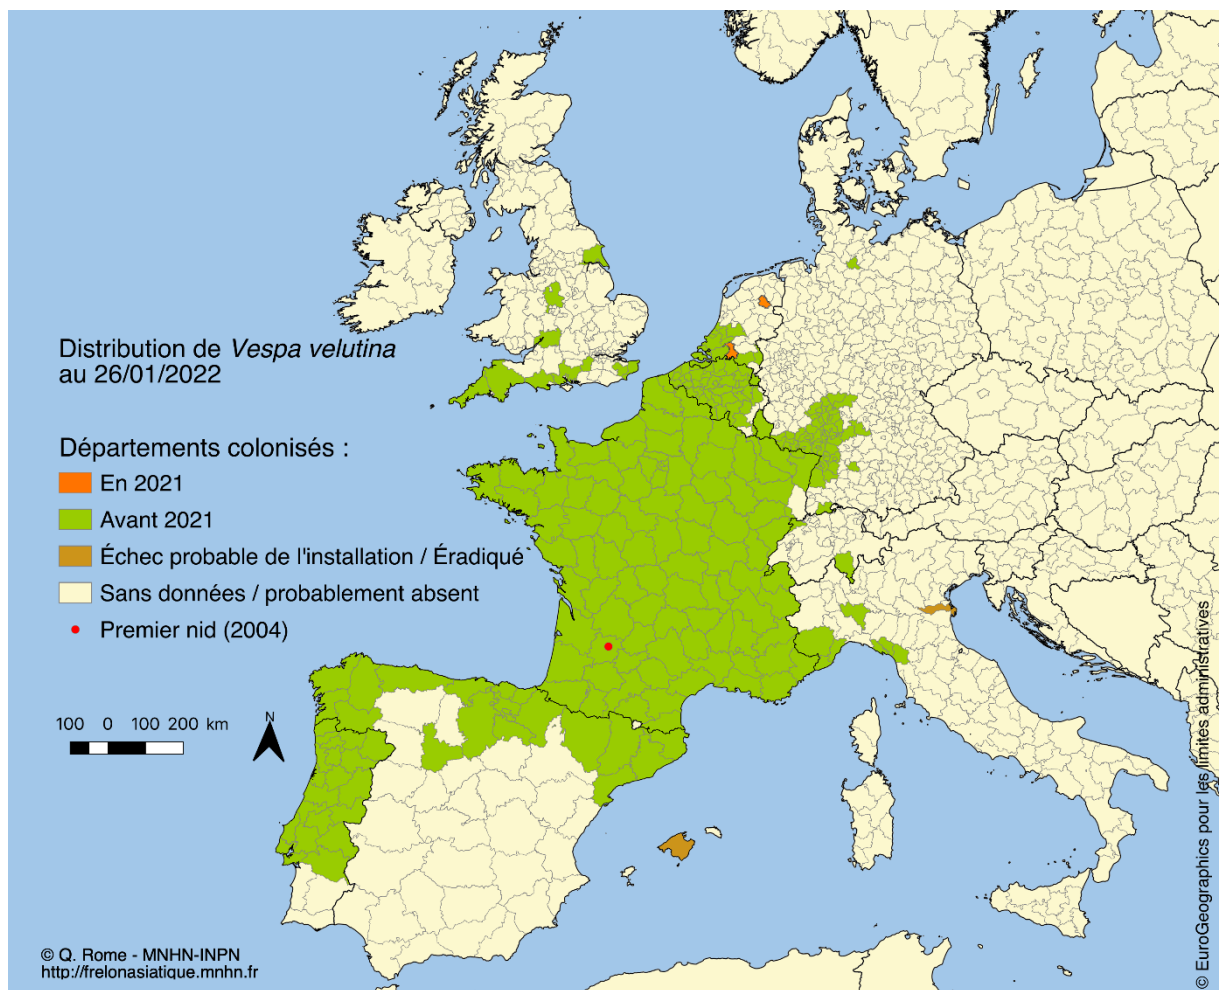 Distribution de Vespa velutina
au 26/01/2022
Départements colonisés :
En 2021
Avant 2021
Échec probable de l'installation / Éradiqué
Sans données / probablement absent
Premier nid (2004)
100 0 100 200 km
N
© Q. Rome - MNHN-INPN
http://frelonasiatique.mnhn.fr
© EuroGeographics pour les limites administratives